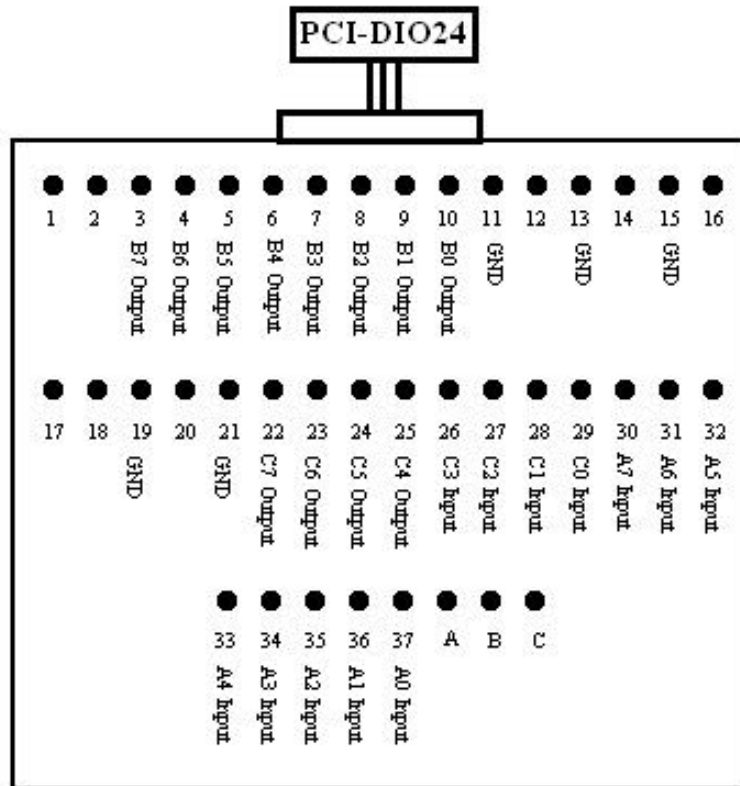 PCI-DIO24
1 2 3 4 5 6 7 8 9 10 11 12 13 14 15 16
B7 Output B6 Output B5 Output B4 Output B3 Output B2 Output B1 Output B0 Output GND GND GND
17 18 19 20 21 22 23 24 25 26 27 28 29 30 31 32
GND GND C7 Output C6 Output C5 Output C4 Output C3 Input C2 Input C1 Input C0 Input A7 Input A6 Input A5 Input
33 34 35 36 37 A B C
A4 Input A3 Input A2 Input A1 Input A0 Input